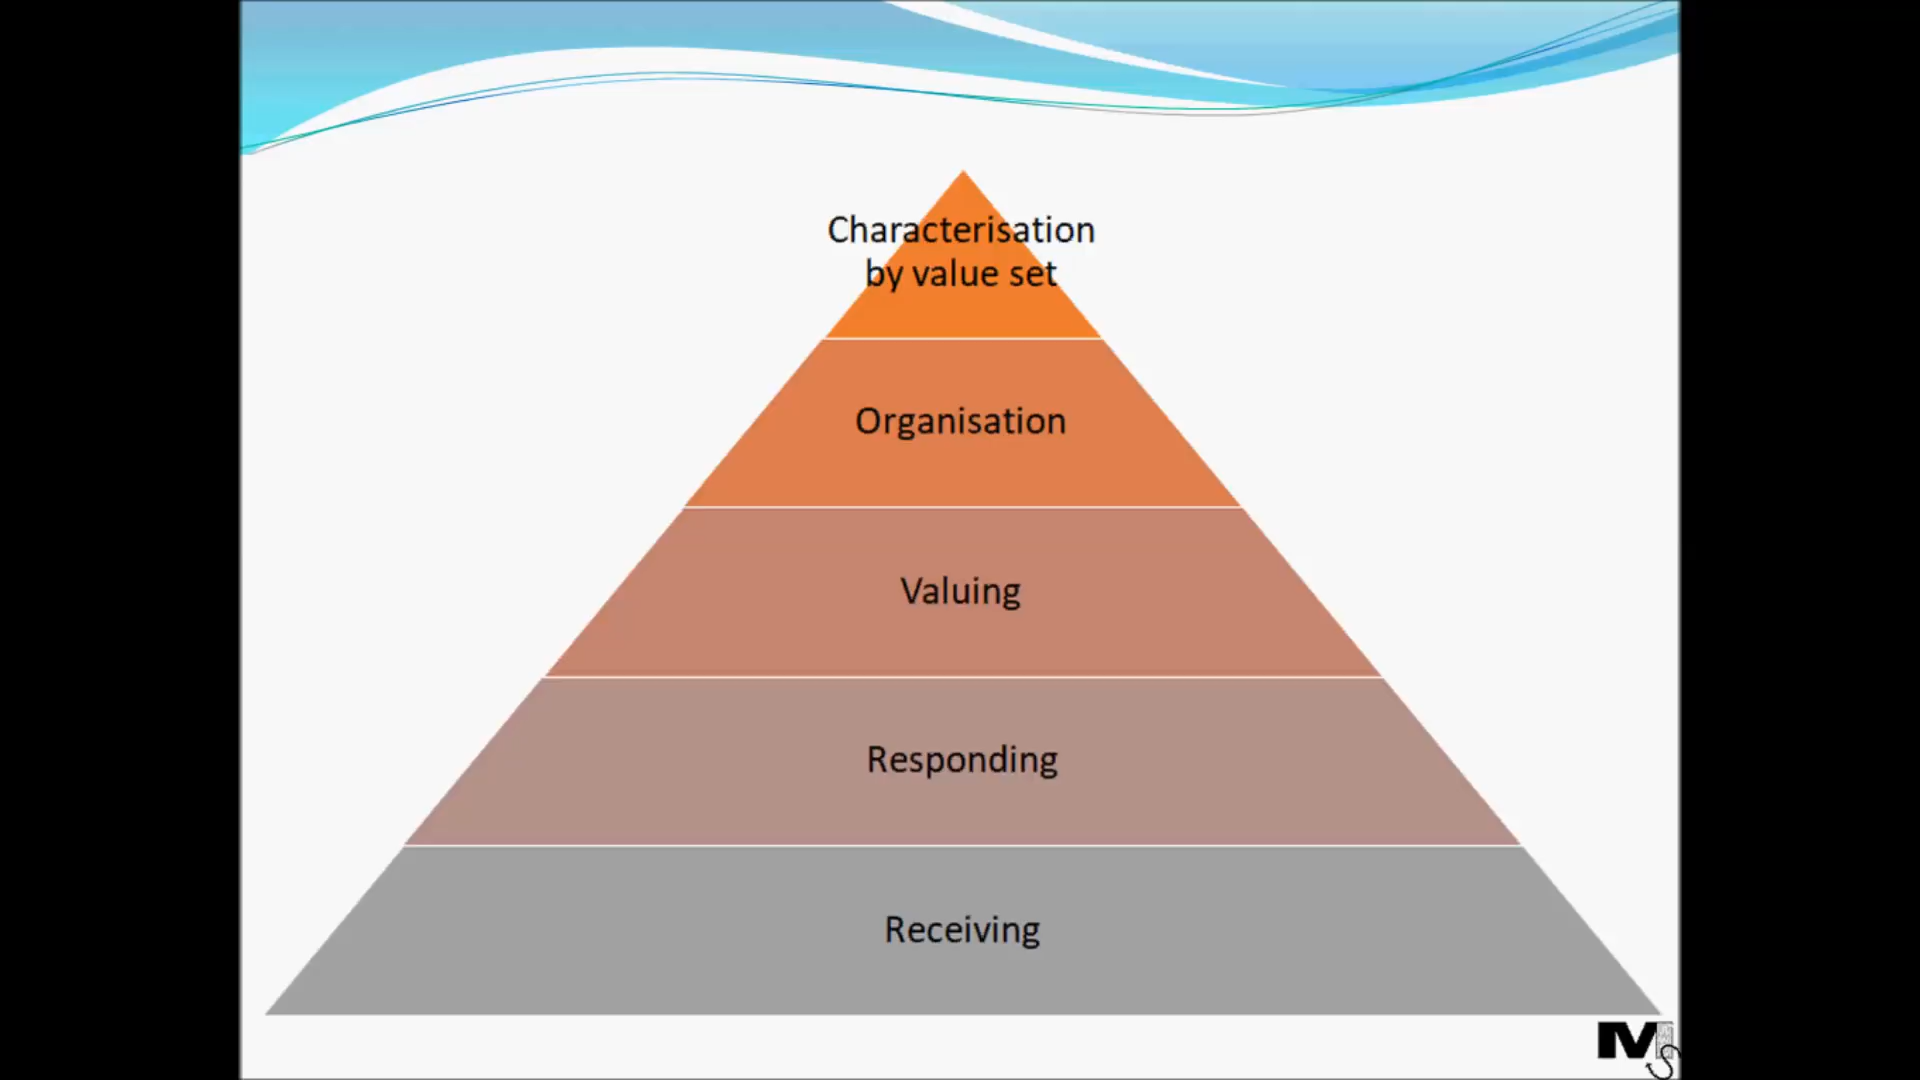 Characterisation
by value set
Organisation
Valuing
Responding
Receiving